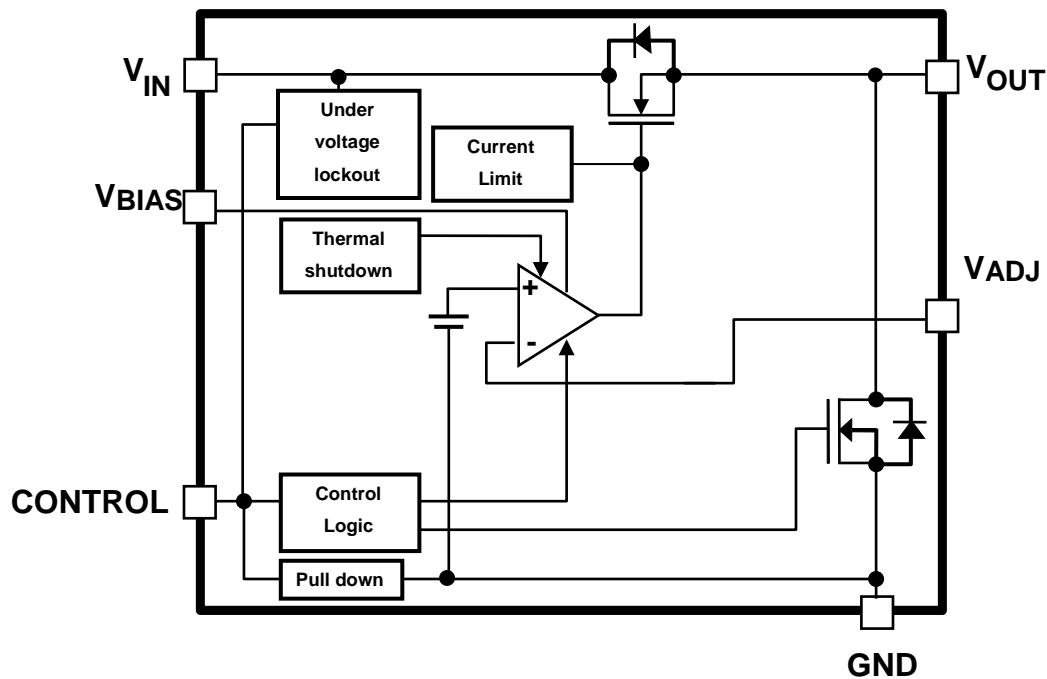 VIN
VOUT
Under
voltage
lockout
Current
Limit
VBIAS
Thermal
shutdown
VADJ
+
-
CONTROL
Control
Logic
Pull down
GND